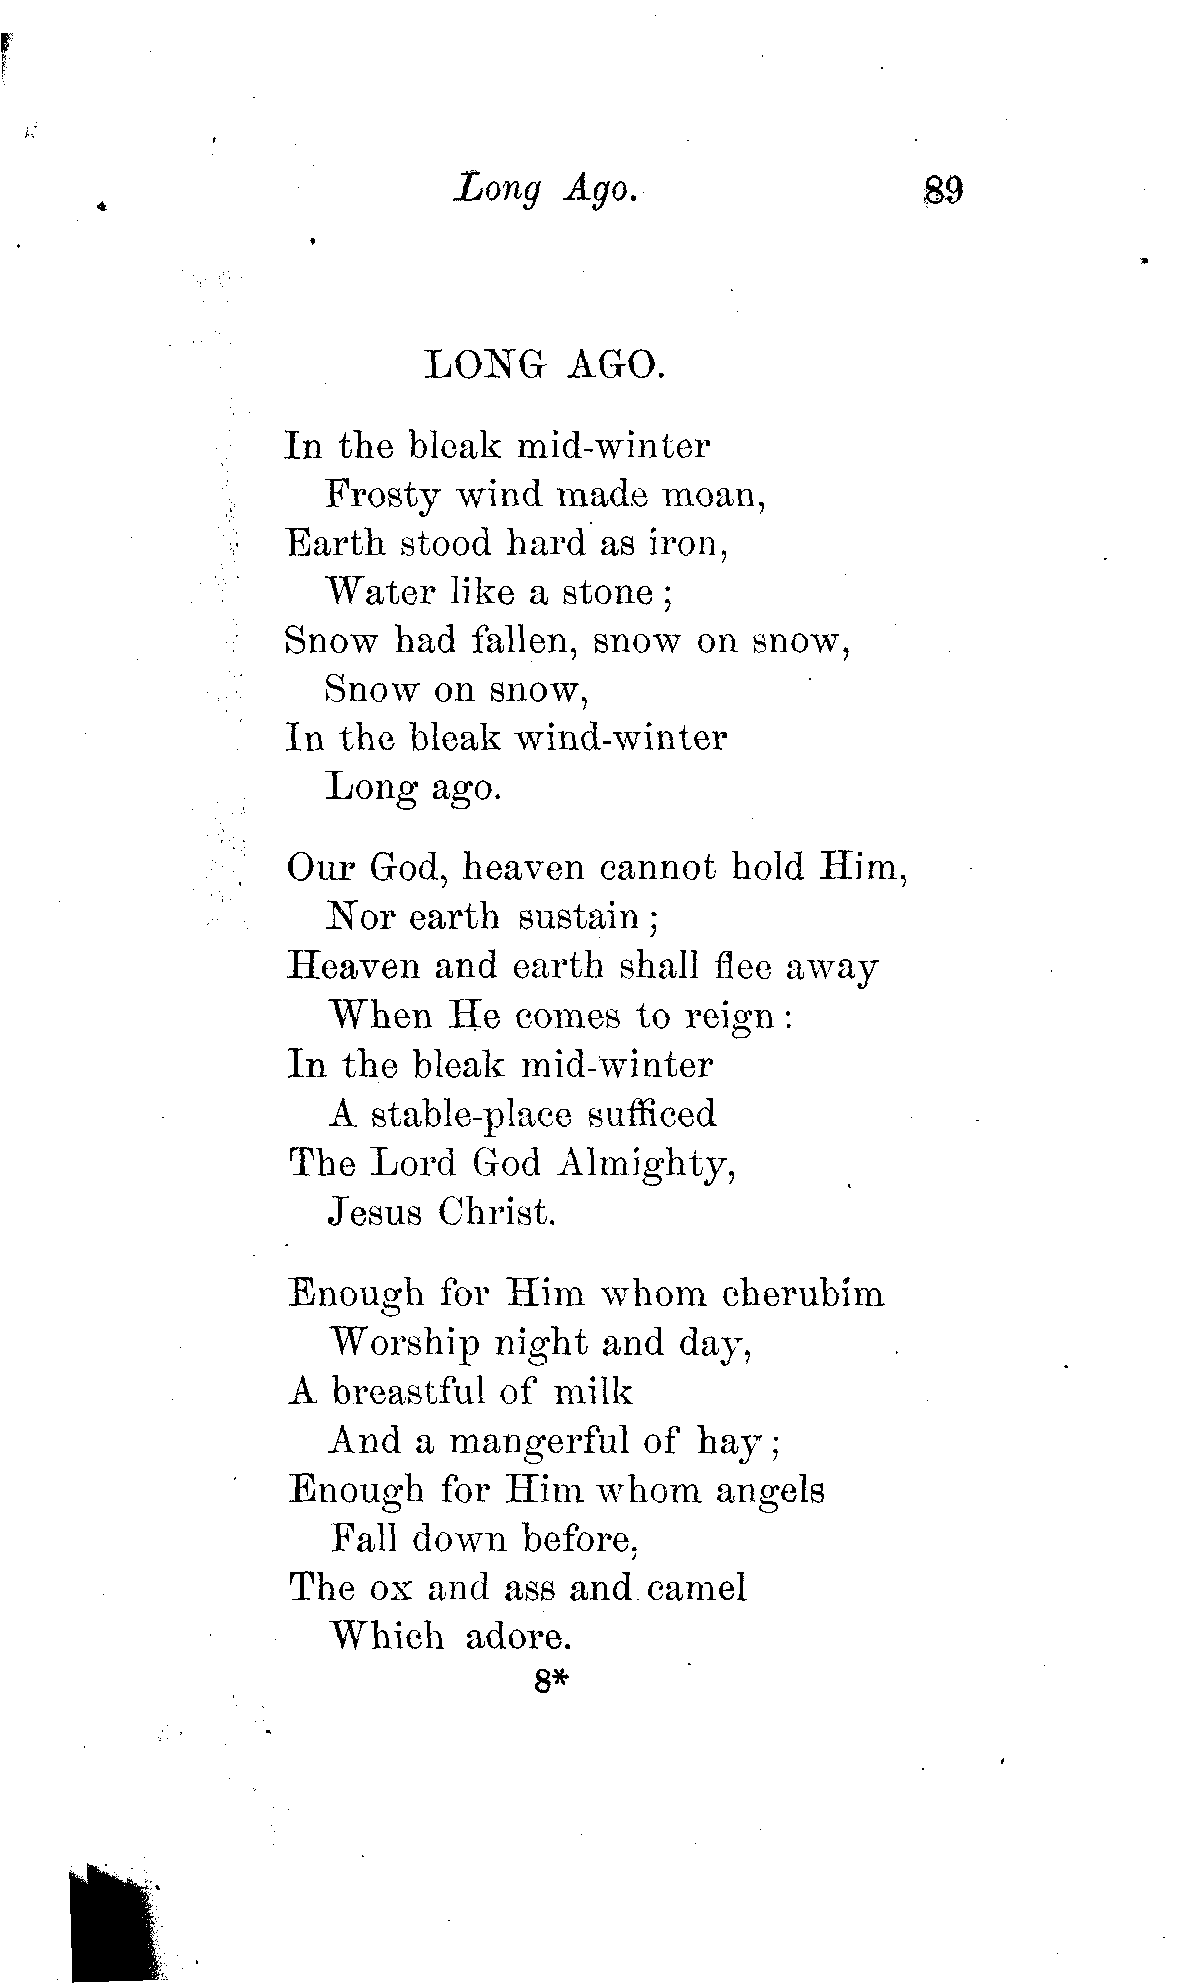 Long Ago. 89
LONG AGO.
In the bleak mid-winter
Frosty wind made moan,
Earth stood hard as iron,
Water like a stone;
Snow had fallen, snow on snow,
Snow on snow,
In the bleak wind-winter
Long ago.
Our God, heaven cannot hold Him,
Nor earth sustain;
Heaven and earth shall flee away
When He comes to reign:
In the bleak mid-winter
A stable-place sufficed
The Lord God Almighty,
Jesus Christ.
Enough for Him whom cherubim
Worship night and day,
A breastful of milk
And a mangerful of hay;
Enough for Him whom angels
Fall down before,
The ox and ass and camel
Which adore.
8*